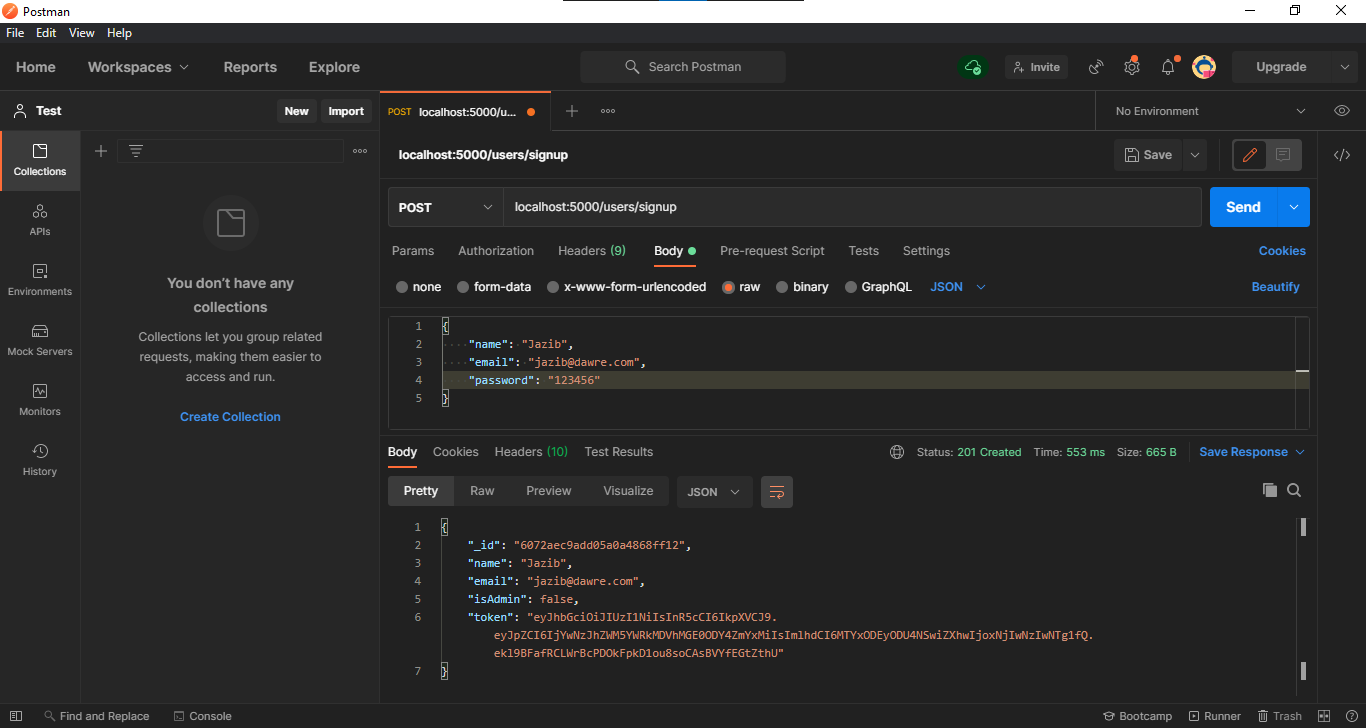 Postman
File Edit View Help
Home Workspaces Reports Explore Search Postman Invite Upgrade
Test New Import POST localhost:5000/u... No Environment
localhost:5000/users/signup Save
Collections
APIs
Environments
Mock Servers
Monitors
History
You don't have any
collections
Collections let you group related
requests, making them easier to
access and run.
Create Collection
POST localhost:5000/users/signup Send
Params Authorization Headers (9) Body Pre-request Script Tests Settings Cookies
none form-data x-www-form-urlencoded raw binary GraphQL JSON Beautify
1 {
2 "name": "Jazib",
3 "email": "jazib@dawre.com",
4 "password": "123456"
5 }
Body Cookies Headers (10) Test Results Status: 201 Created Time: 553 ms Size: 665 B Save Response
Pretty Raw Preview Visualize JSON
1 {
2 "_id": "6072aec9add05a0a4868ff12",
3 "name": "Jazib",
4 "email": "jazib@dawre.com",
5 "isAdmin": false,
6 "token": "eyJhbGciOiJIUzI1NiIsInR5cCI6IkpXVCJ9.
eyJpZCI6IjYwNzJhZWM5YWRkMDVhMGE0ODY4ZmYxMiIsImlhdCI6MTYxODEyODU4NSwiZXhwIjoxNjIwNzIwNTg1fQ.
ekl9BFafRCLWrBcPDOkFpkD1ou8soCAsBVYfEGtZthU"
7 }
Find and Replace Console Bootcamp Runner Trash